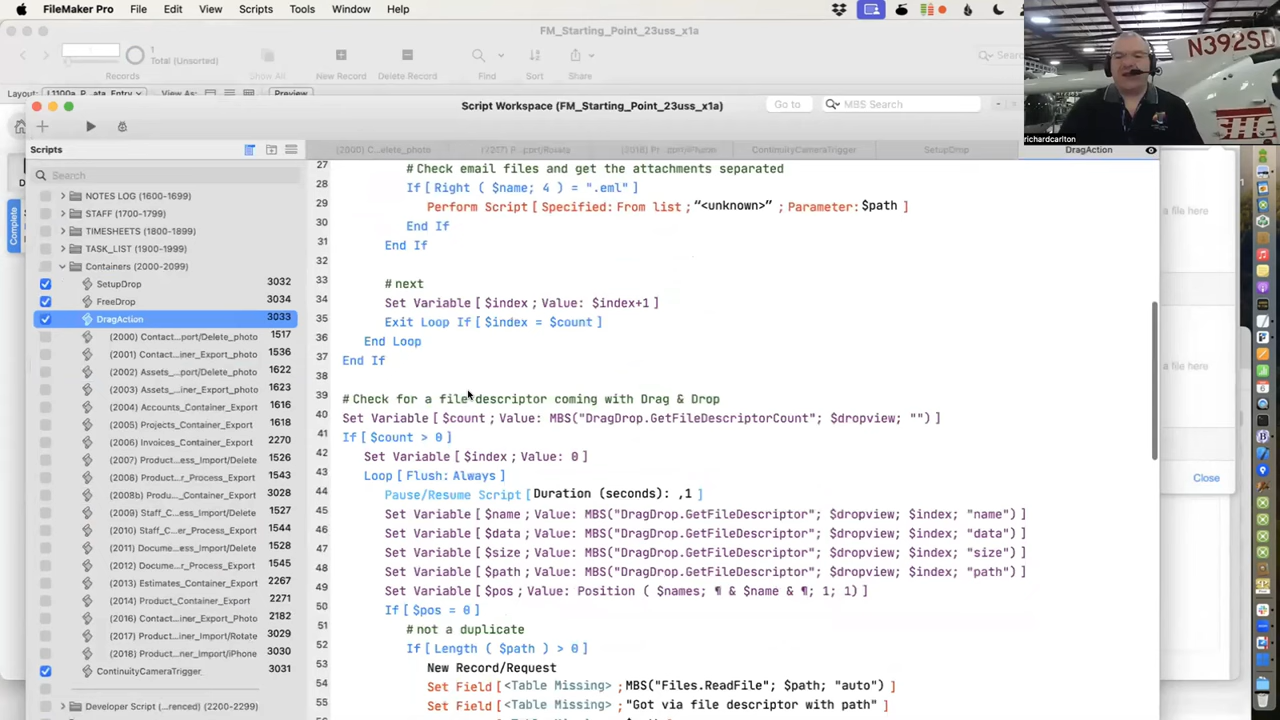 FileMaker Pro File Edit View Scripts Tools Window Help
FM_Starting_Point_23uss_x1a
1
Total (Unsorted)
Records Show All New Record Delete Record Find Sort Share
Layout: L1100a_P...ata_Entry View As: Preview
Script Workspace (FM_Starting_Point_23uss_x1a) Go to MBS Search
N392SD
SHG
richardcarlton
Scripts
ContinuityCameraTrigger SetupDrop DragAction
Search
NOTES LOG (1600-1699)
STAFF (1700-1799)
TIMESHEETS (1800-1899)
TASK_LIST (1900-1999)
Containers (2000-2099)
SetupDrop 3032
FreeDrop 3034
DragAction 3033
(2000) Contact...port/Delete_photo 1517
(2001) Contact...iner_Export_photo 1536
(2002) Assets_...port/Delete_photo 1622
(2003) Assets_...iner_Export_photo 1623
(2004) Accounts_Container_Export 1616
(2005) Projects_Container_Export 1618
(2006) Invoices_Container_Export 2270
(2007) Product...ess_Import/Delete 1526
(2008) Product...r_Process_Export 1543
(2008b) Produ..._Container_Export 3028
(2009) Staff_C...ess_Import/Delete 1527
(2010) Staff_C...er_Process_Export 1544
(2011) Docume...ess_Import/Delete 1528
(2012) Docume...er_Process_Export 1545
(2013) Estimates_Container_Export 2267
(2014) Product_Container_Export 2271
(2016) Contact...iner_Export_photo 2182
(2017) Product...ner_Import/Rotate 3029
(2018) Product...ner_Import/iPhone 3030
ContinuityCameraTrigger 3031
Developer Script (...renced) (2200-2299)
Complete
27 #Check email files and get the attachments separated
28 If [ Right ( $name; 4 ) = ".eml" ]
29 Perform Script [ Specified: From list ; “<unknown>” ; Parameter: $path ]
30 End If
31 End If
32
33 #next
34 Set Variable [ $index ; Value: $index+1 ]
35 Exit Loop If [ $index = $count ]
36 End Loop
37 End If
38
39 #Check for a file descriptor coming with Drag & Drop
40 Set Variable [ $count ; Value: MBS("DragDrop.GetFileDescriptorCount"; $dropview; "") ]
41 If [ $count > 0 ]
42 Set Variable [ $index ; Value: 0 ]
43 Loop [ Flush: Always ]
44 Pause/Resume Script [ Duration (seconds): ,1 ]
45 Set Variable [ $name ; Value: MBS("DragDrop.GetFileDescriptor"; $dropview; $index; "name") ]
46 Set Variable [ $data ; Value: MBS("DragDrop.GetFileDescriptor"; $dropview; $index; "data") ]
47 Set Variable [ $size ; Value: MBS("DragDrop.GetFileDescriptor"; $dropview; $index; "size") ]
48 Set Variable [ $path ; Value: MBS("DragDrop.GetFileDescriptor"; $dropview; $index; "path") ]
49 Set Variable [ $pos ; Value: Position ( $names; ¶ & $name & ¶; 1; 1) ]
50 If [ $pos = 0 ]
51 #not a duplicate
52 If [ Length ( $path ) > 0 ]
53 New Record/Request
54 Set Field [ <Table Missing> ; MBS("Files.ReadFile"; $path; "auto") ]
55 Set Field [ <Table Missing> ; "Got via file descriptor with path" ]
a file here
a file here
Close